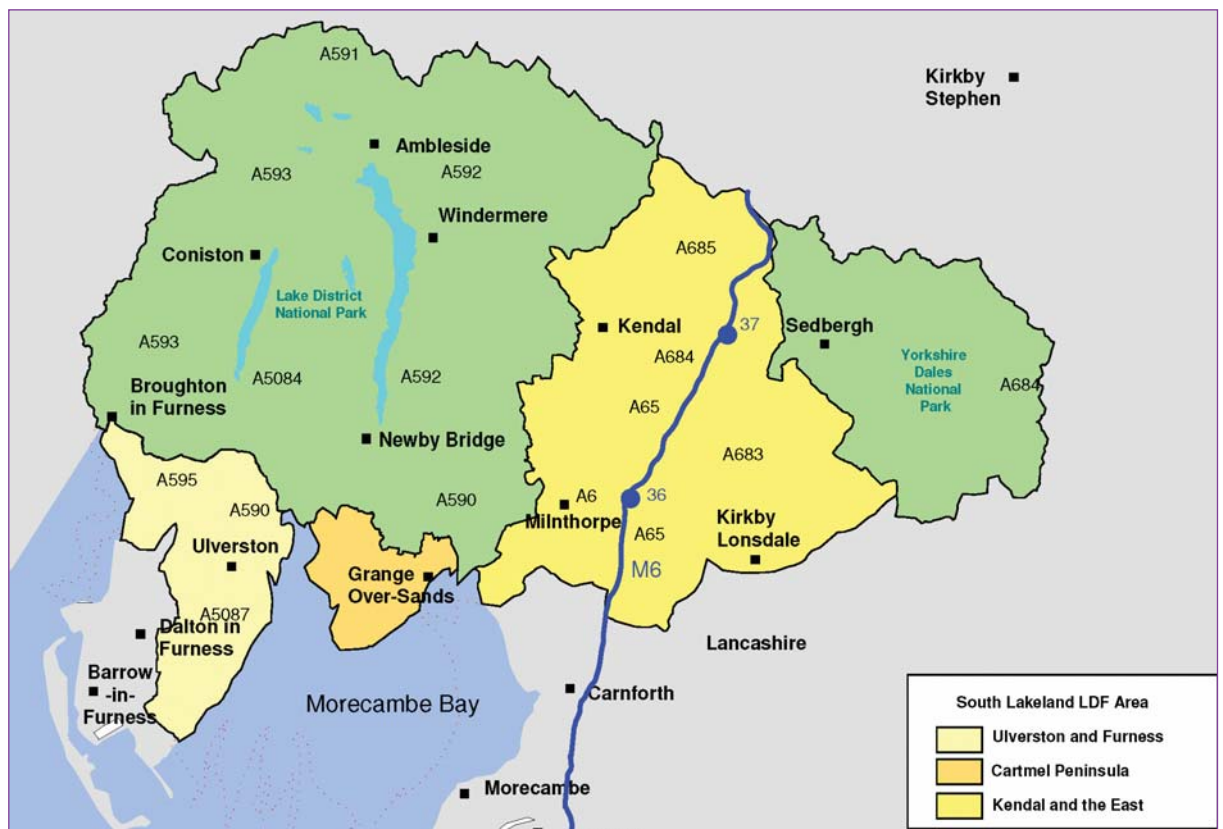 A591
Kirkby
Stephen
Ambleside
A593
A592
Windermere
A685
Coniston
Lake District
National Park
Kendal
37
Sedbergh
A593
A684
Yorkshire
Dales
National
Park
A684
A5084
A592
Broughton
in Furness
A65
Newby Bridge
A683
A595
A590
A590
A6
36
Milnthorpe
Kirkby
Lonsdale
A65
Ulverston
M6
Grange
Over-Sands
A5087
Dalton in
Furness
Lancashire
Barrow
-in-
Furness
Morecambe Bay
Carnforth
Morecambe
South Lakeland LDF Area
Ulverston and Furness
Cartmel Peninsula
Kendal and the East